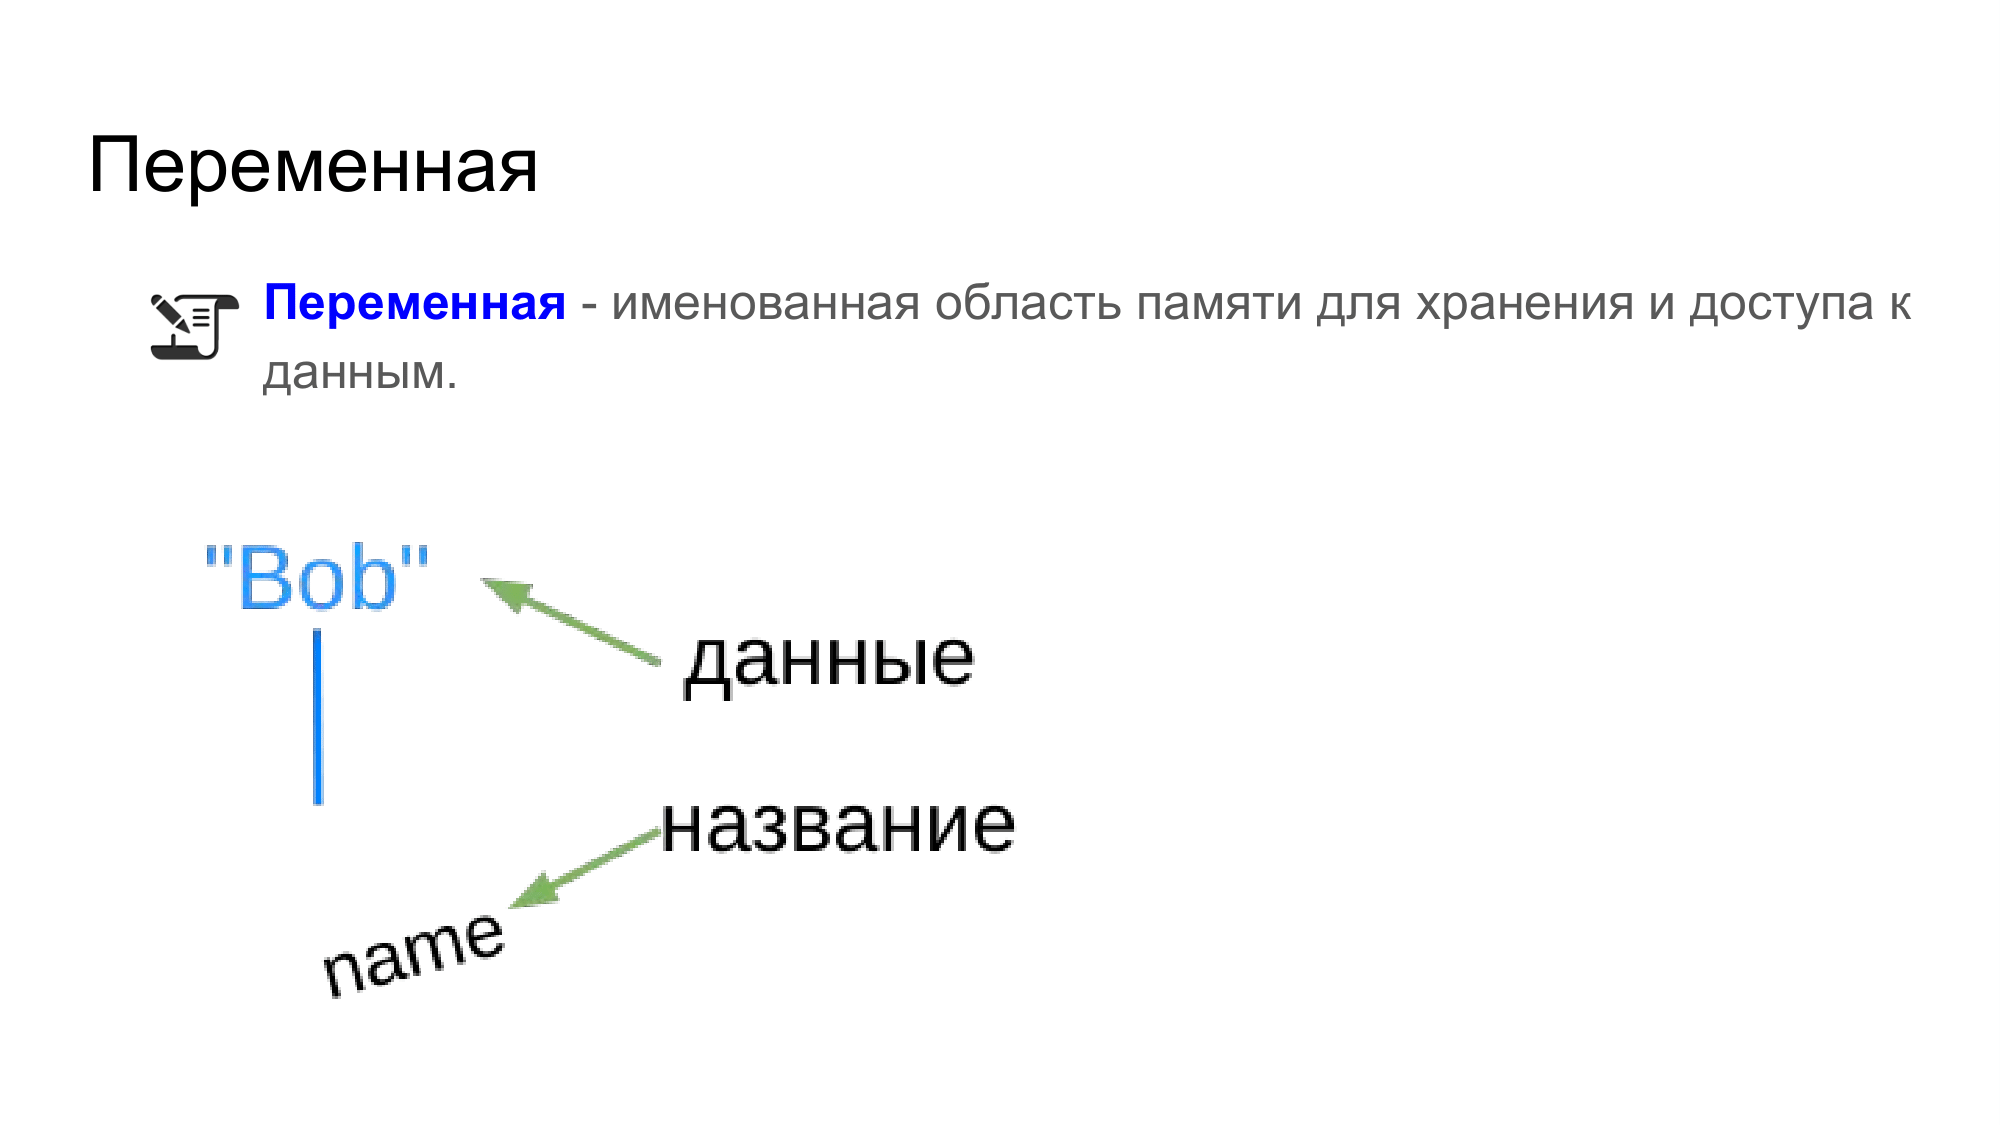 Переменная
Переменная - именованная область памяти для хранения и доступа к
данным.
"Bob"
данные
название
name